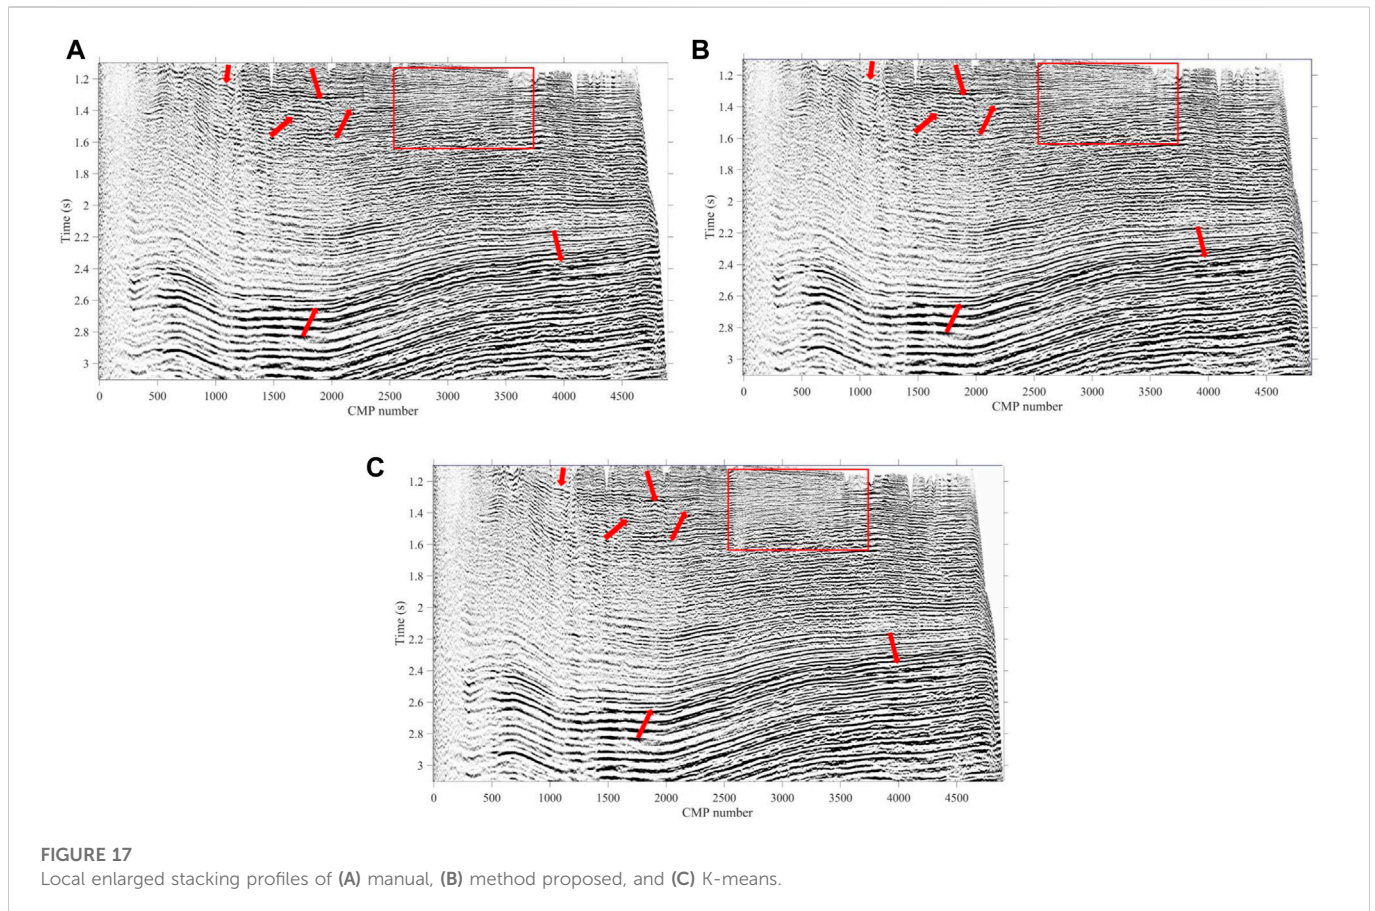 A
1.2
1.4
1.6
1.8
2
2.2
2.4
2.6
2.8
3
Time (s)
0 500 1000 1500 2000 2500 3000 3500 4000 4500
CMP number
B
1.2
1.4
1.6
1.8
2
2.2
2.4
2.6
2.8
3
Time (s)
0 500 1000 1500 2000 2500 3000 3500 4000 4500
CMP number
C
1.2
1.4
1.6
1.8
2
2.2
2.4
2.6
2.8
3
Time (s)
0 500 1000 1500 2000 2500 3000 3500 4000 4500
CMP number
FIGURE 17
Local enlarged stacking profiles of (A) manual, (B) method proposed, and (C) K-means.